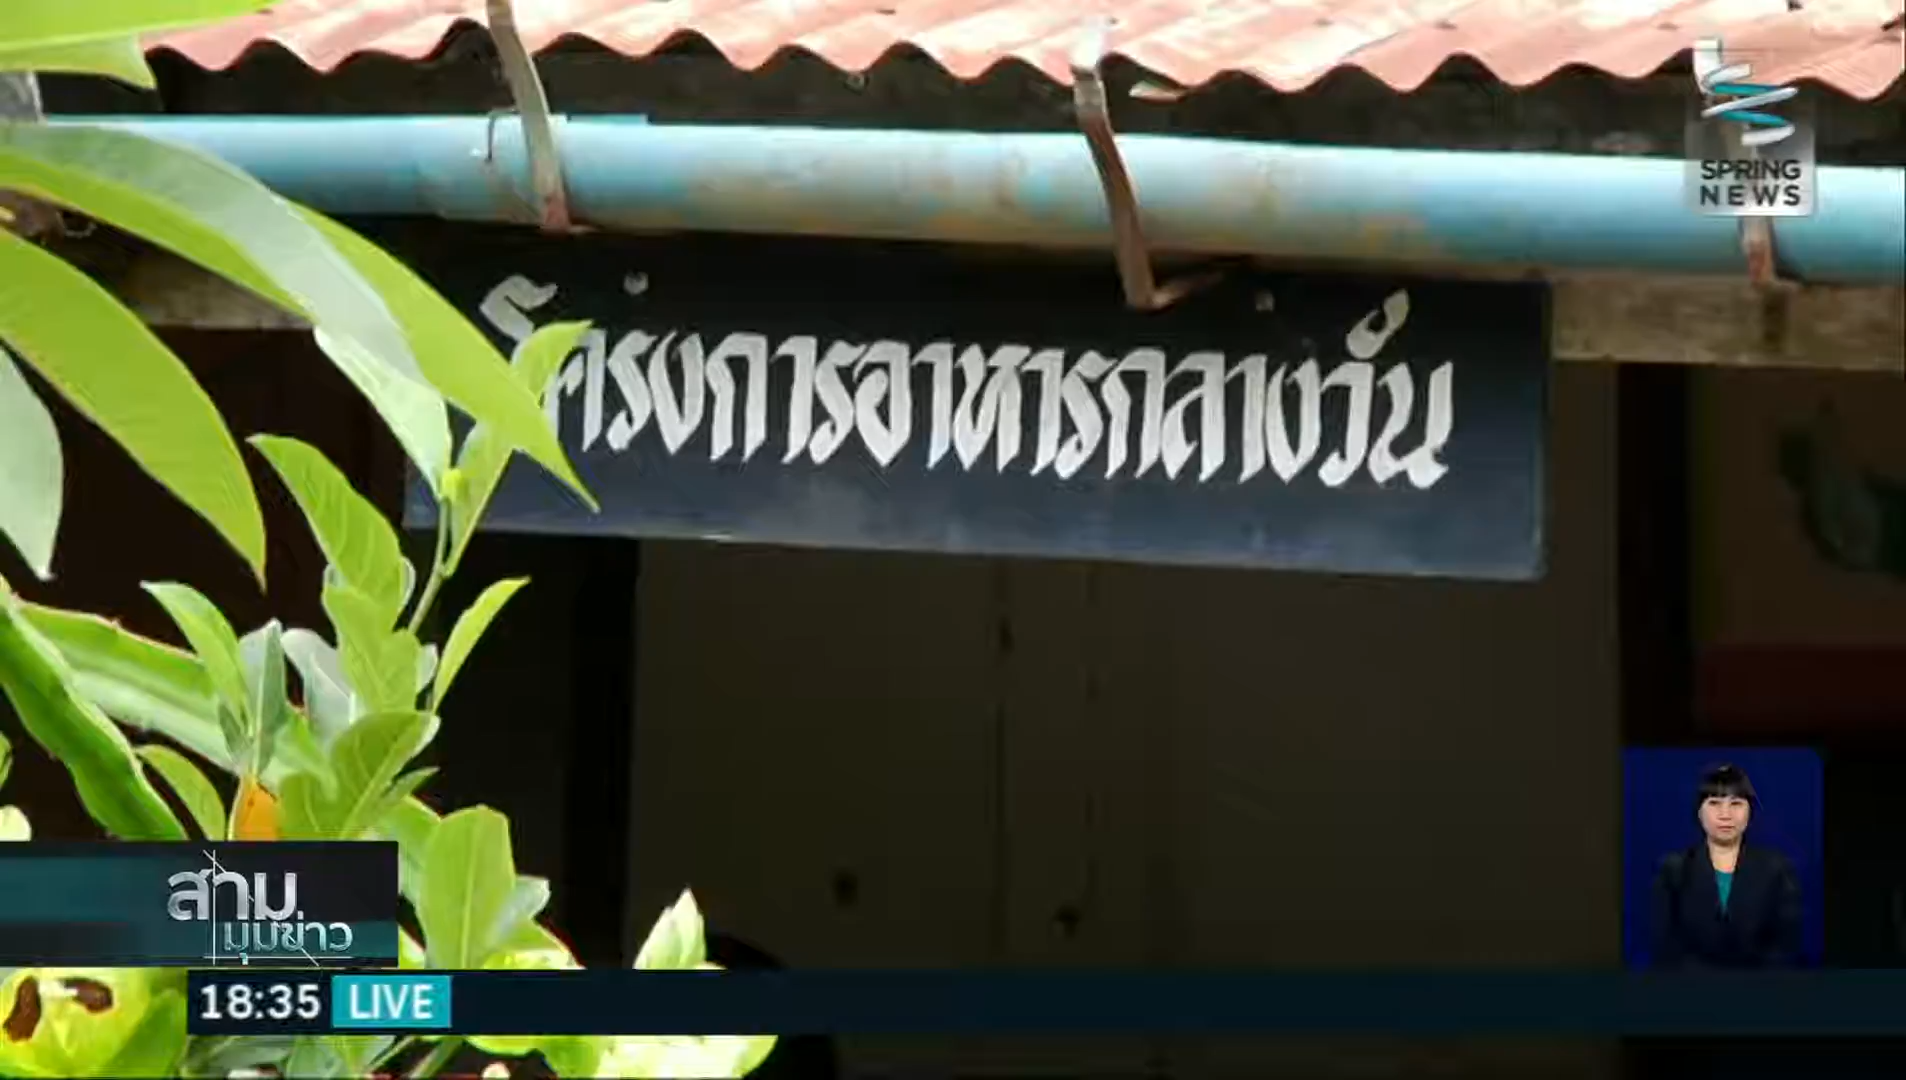 SPRING
NEWS
โครงการอาหารกลางวัน
สาม
มุมข่าว
18:35 LIVE